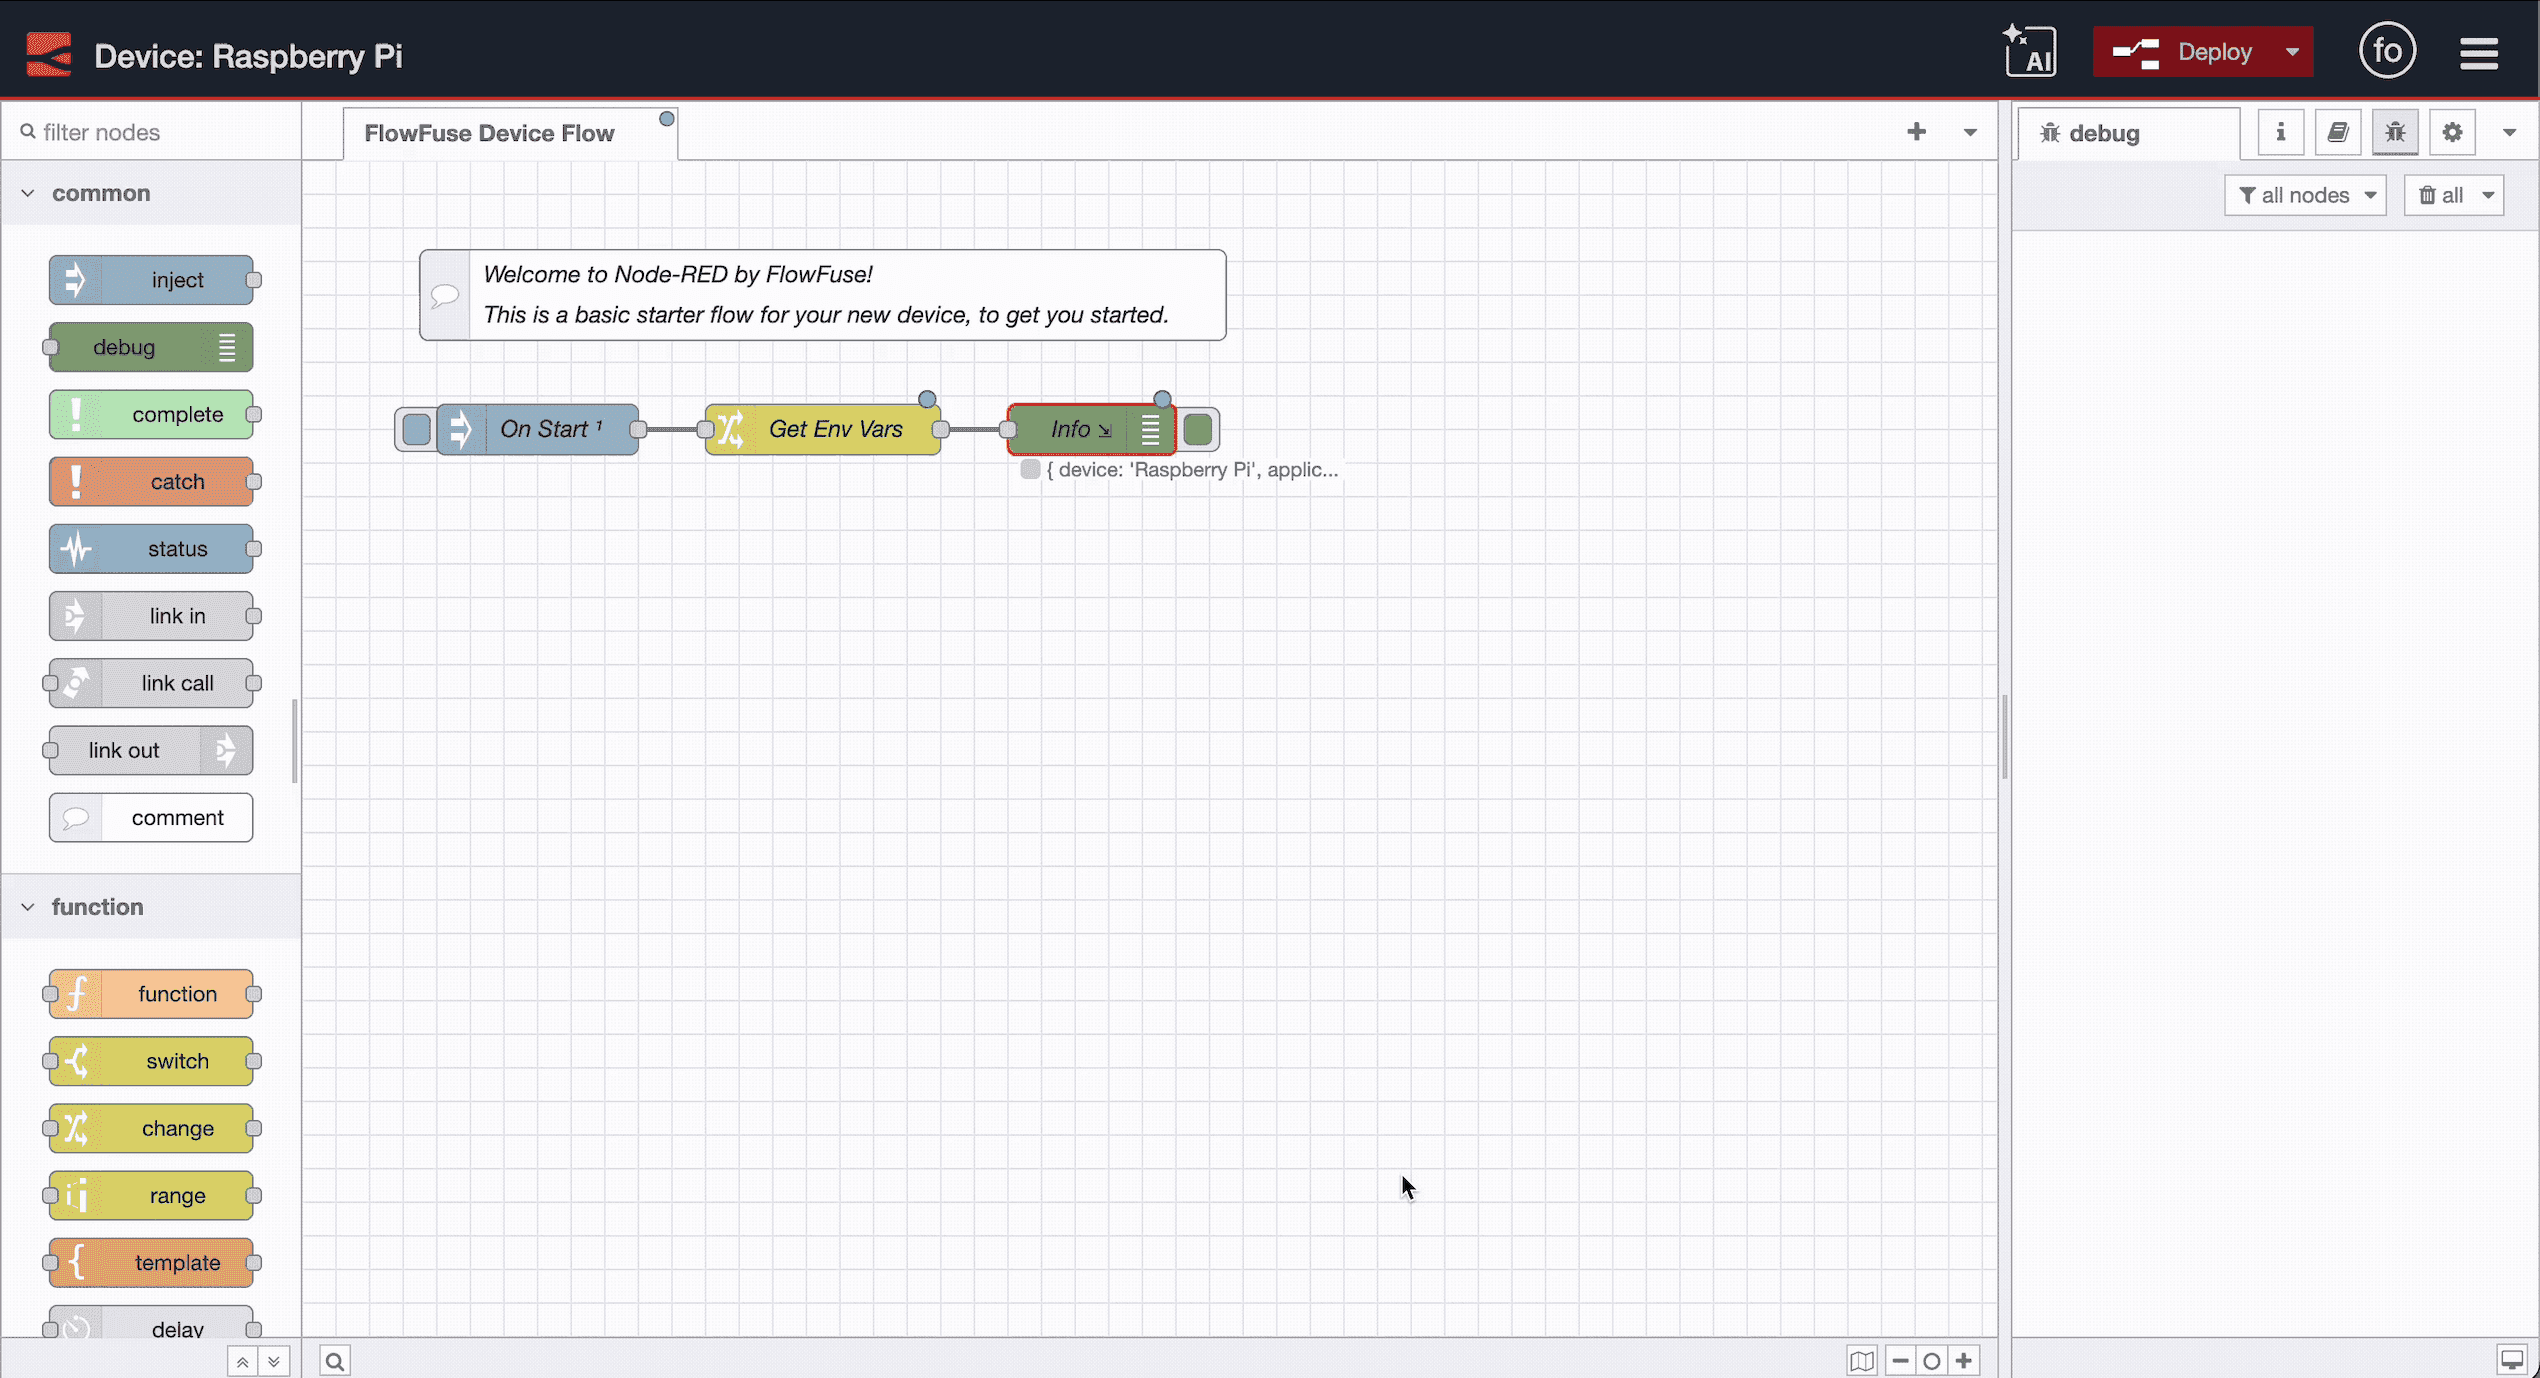 Device: Raspberry Pi
AI
Deploy
fo
filter nodes
FlowFuse Device Flow
debug
i
all nodes
all
common
inject
debug
complete
catch
status
link in
link call
link out
comment
function
function
switch
change
range
template
delay
Welcome to Node-RED by FlowFuse!
This is a basic starter flow for your new device, to get you started.
On Start ¹
Get Env Vars
Info ⇲
{ device: 'Raspberry Pi', applic...